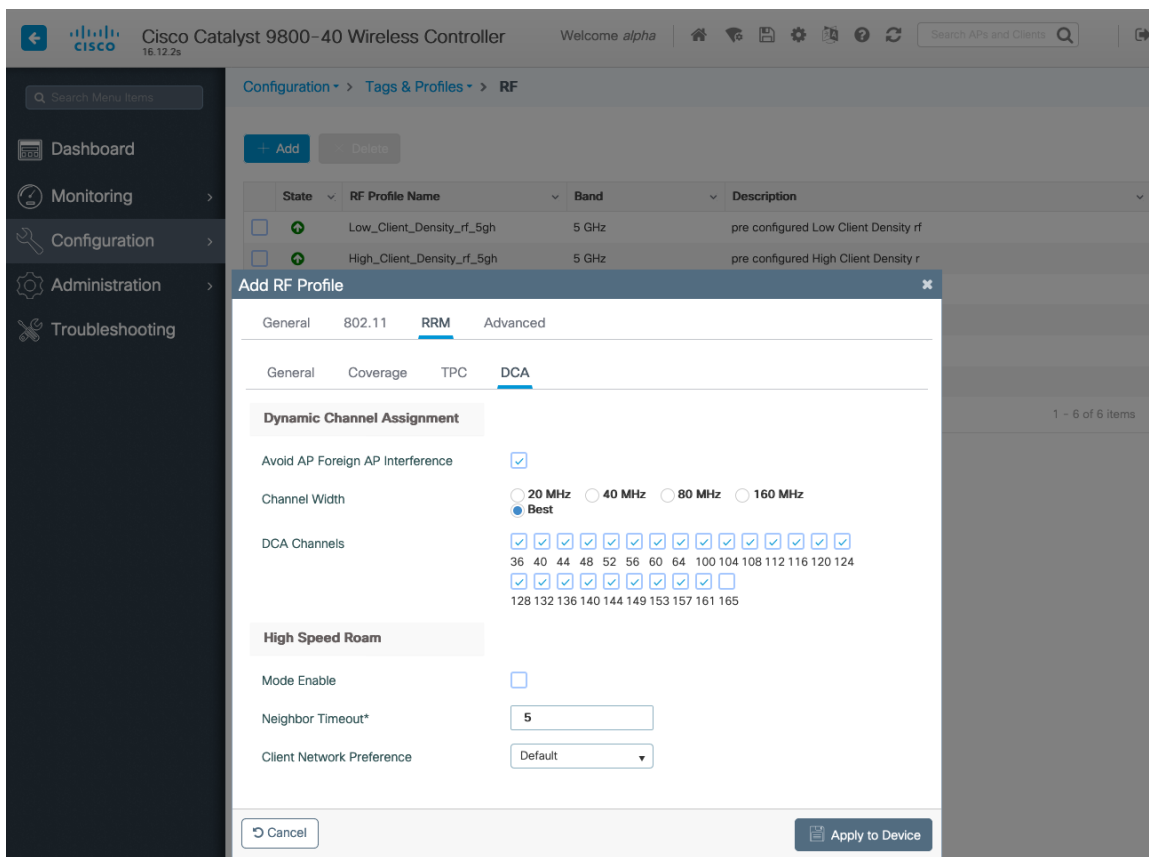 CISCO
Cisco Catalyst 9800-40 Wireless Controller
16.12.2s
Welcome alpha
Search APs and Clients
Search Menu Items
Dashboard
Monitoring
Configuration
Administration
Troubleshooting
Configuration > Tags & Profiles > RF
+ Add
× Delete
State RF Profile Name Band Description
Low_Client_Density_rf_5gh 5 GHz pre configured Low Client Density rf
High_Client_Density_rf_5gh 5 GHz pre configured High Client Density r
1 - 6 of 6 items
Add RF Profile
General 802.11 RRM Advanced
General Coverage TPC DCA
Dynamic Channel Assignment
Avoid AP Foreign AP Interference
Channel Width 20 MHz 40 MHz 80 MHz 160 MHz
Best
DCA Channels
36 40 44 48 52 56 60 64 100 104 108 112 116 120 124
128 132 136 140 144 149 153 157 161 165
High Speed Roam
Mode Enable
Neighbor Timeout* 5
Client Network Preference Default
Cancel
Apply to Device